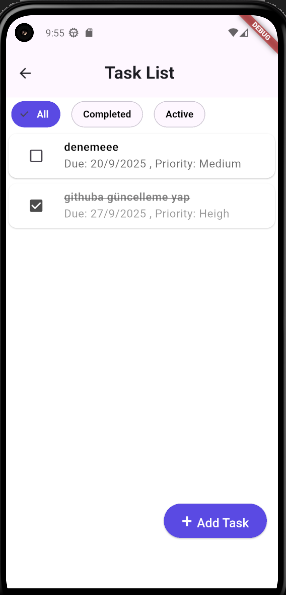 9:55
DEBUG
Task List
All
Completed
Active
denemeee
Due: 20/9/2025 , Priority: Medium
githuba güncelleme yap
Due: 27/9/2025 , Priority: Heigh
+ Add Task